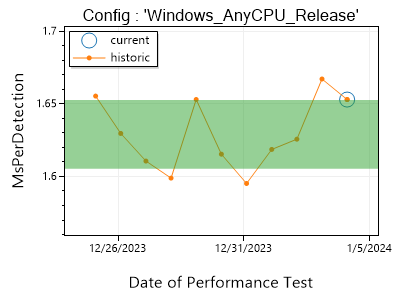 Config : 'Windows_AnyCPU_Release'
current
historic
MsPerDetection
1.7
1.65
1.6
12/26/2023
12/31/2023
1/5/2024
Date of Performance Test